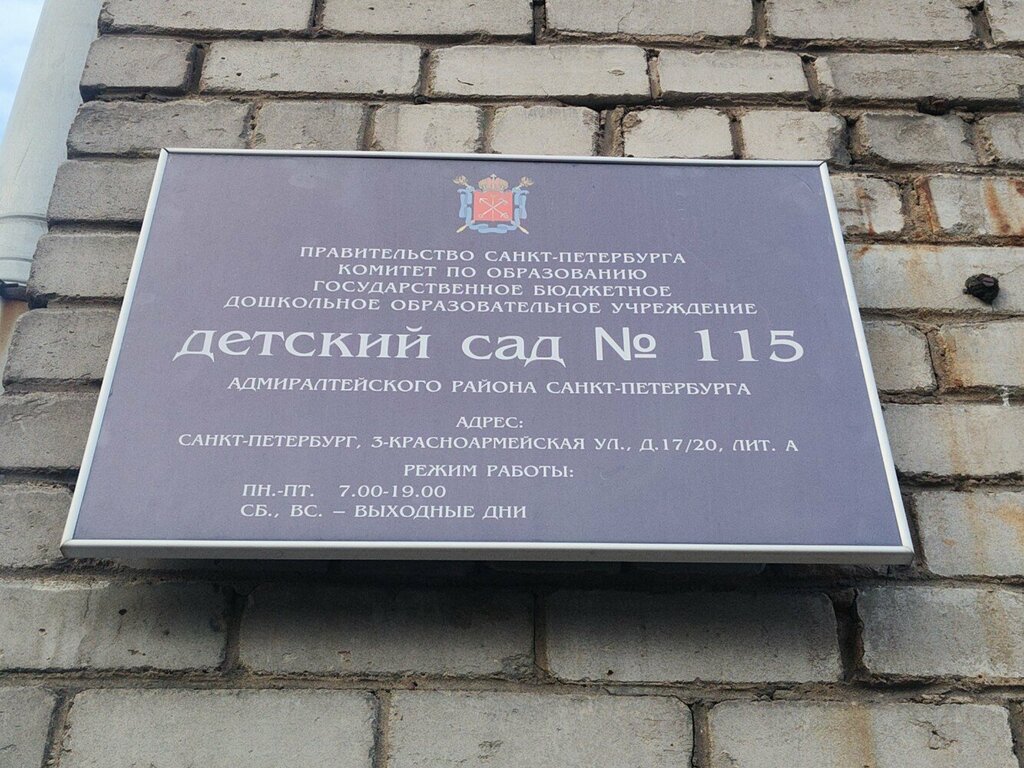 ПРАВИТЕЛЬСТВО САНКТ-ПЕТЕРБУРГА
КОМИТЕТ ПО ОБРАЗОВАНИЮ
ГОСУДАРСТВЕННОЕ БЮДЖЕТНОЕ
ДОШКОЛЬНОЕ ОБРАЗОВАТЕЛЬНОЕ УЧРЕЖДЕНИЕ
ДЕТСКИЙ САД № 115
АДМИРАЛТЕЙСКОГО РАЙОНА САНКТ-ПЕТЕРБУРГА
АДРЕС:
САНКТ-ПЕТЕРБУРГ, 3-КРАСНОАРМЕЙСКАЯ УЛ., Д.17/20, ЛИТ. А
РЕЖИМ РАБОТЫ:
ПН.-ПТ. 7.00-19.00
СБ., ВС. – ВЫХОДНЫЕ ДНИ